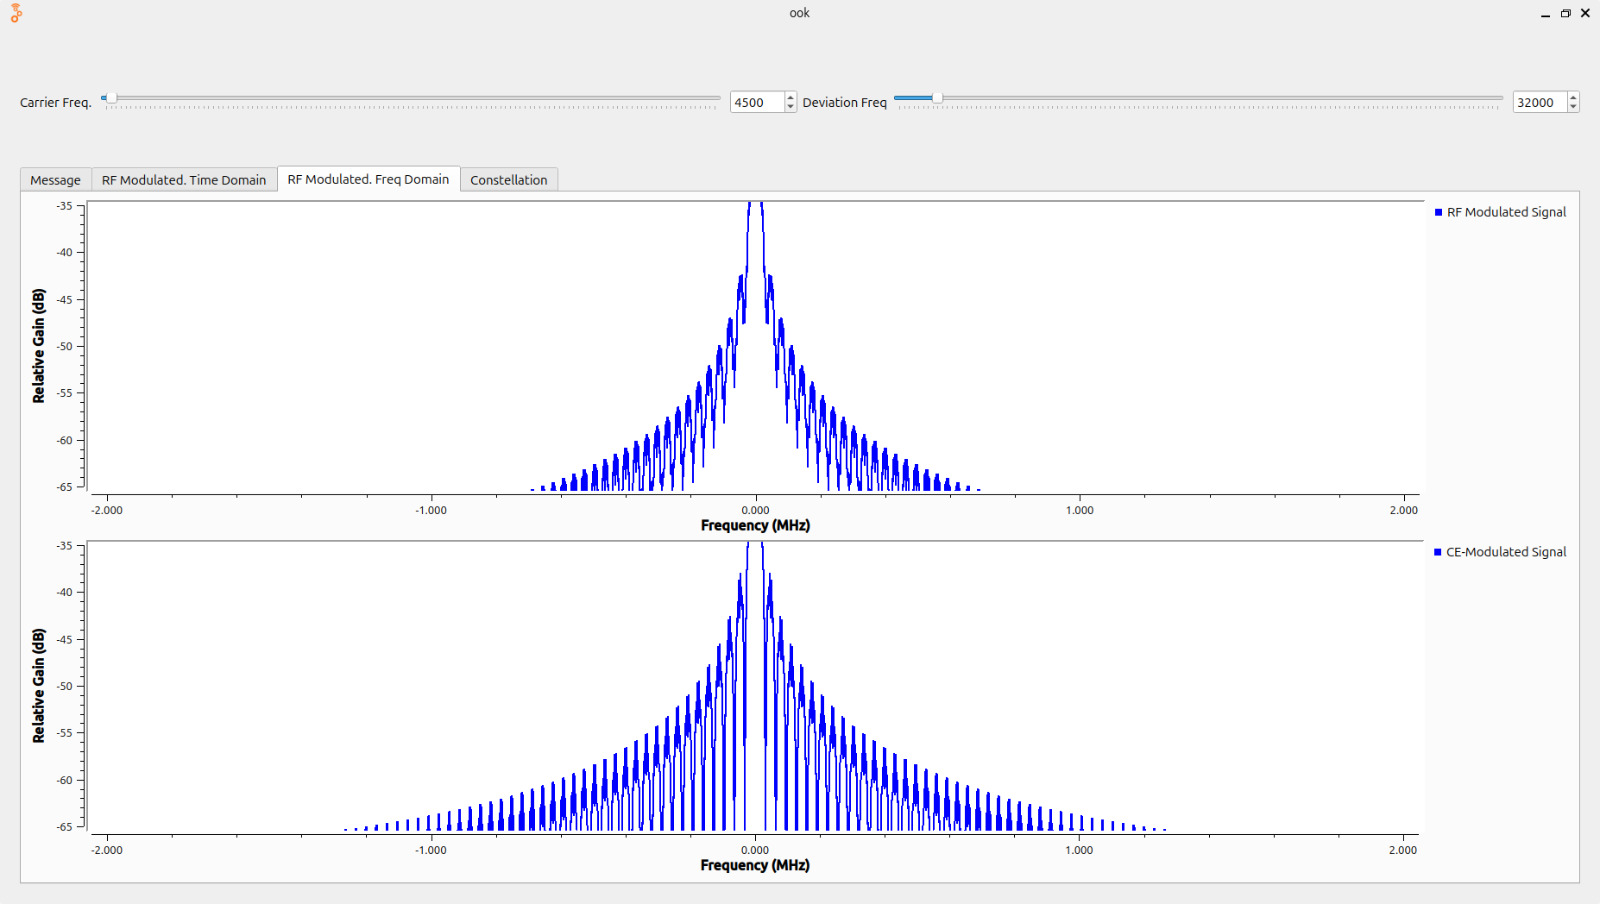 ook
Carrier Freq. 4500 Deviation Freq 32000
Message RF Modulated. Time Domain RF Modulated. Freq Domain Constellation
RF Modulated Signal
Relative Gain (dB)
-35
-40
-45
-50
-55
-60
-65
-2.000 -1.000 0.000 1.000 2.000
Frequency (MHz)
CE-Modulated Signal
Relative Gain (dB)
-35
-40
-45
-50
-55
-60
-65
-2.000 -1.000 0.000 1.000 2.000
Frequency (MHz)